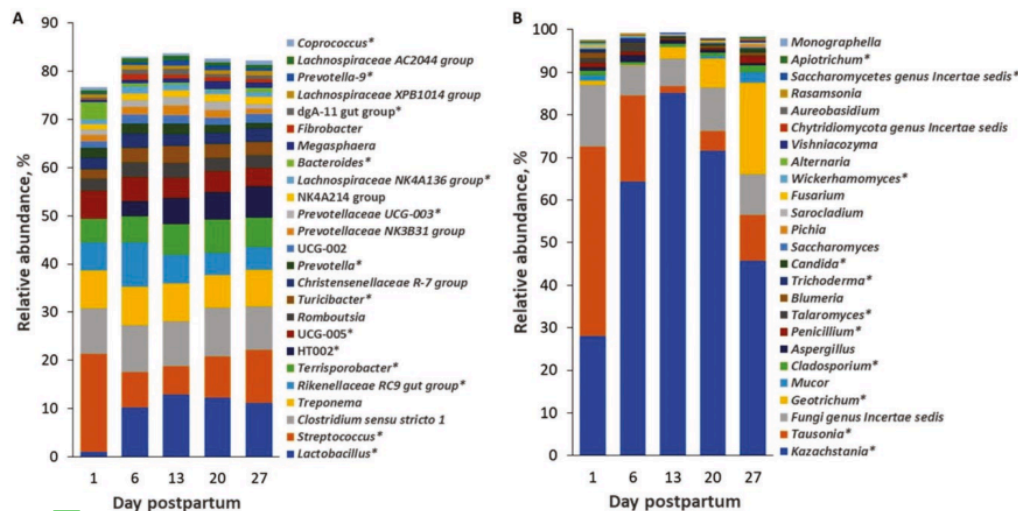 A
Relative abundance, %
90
80
70
60
50
40
30
20
10
0
1 6 13 20 27
Day postpartum
Coprococcus*
Lachnospiraceae AC2044 group
Prevotella-9*
Lachnospiraceae XPB1014 group
dgA-11 gut group*
Fibrobacter
Megasphaera
Bacteroides*
Lachnospiraceae NK4A136 group*
NK4A214 group
Prevotellaceae UCG-003*
Prevotellaceae NK3B31 group
UCG-002
Prevotella*
Christensenellaceae R-7 group
Turicibacter*
Romboutsia
UCG-005*
HT002*
Terrisporobacter*
Rikenellaceae RC9 gut group*
Treponema
Clostridium sensu stricto 1
Streptococcus*
Lactobacillus*
B
Relative abundance, %
100
90
80
70
60
50
40
30
20
10
0
1 6 13 20 27
Day postpartum
Monographella
Apiotrichum*
Saccharomycetes genus Incertae sedis*
Rasamsonia
Aureobasidium
Chytridiomycota genus Incertae sedis
Vishniacozyma
Alternaria
Wickerhamomyces*
Fusarium
Sarocladium
Pichia
Saccharomyces
Candida*
Trichoderma*
Blumeria
Talaromyces*
Penicillium*
Aspergillus
Cladosporium*
Mucor
Geotrichum*
Fungi genus Incertae sedis
Tausonia*
Kazachstania*